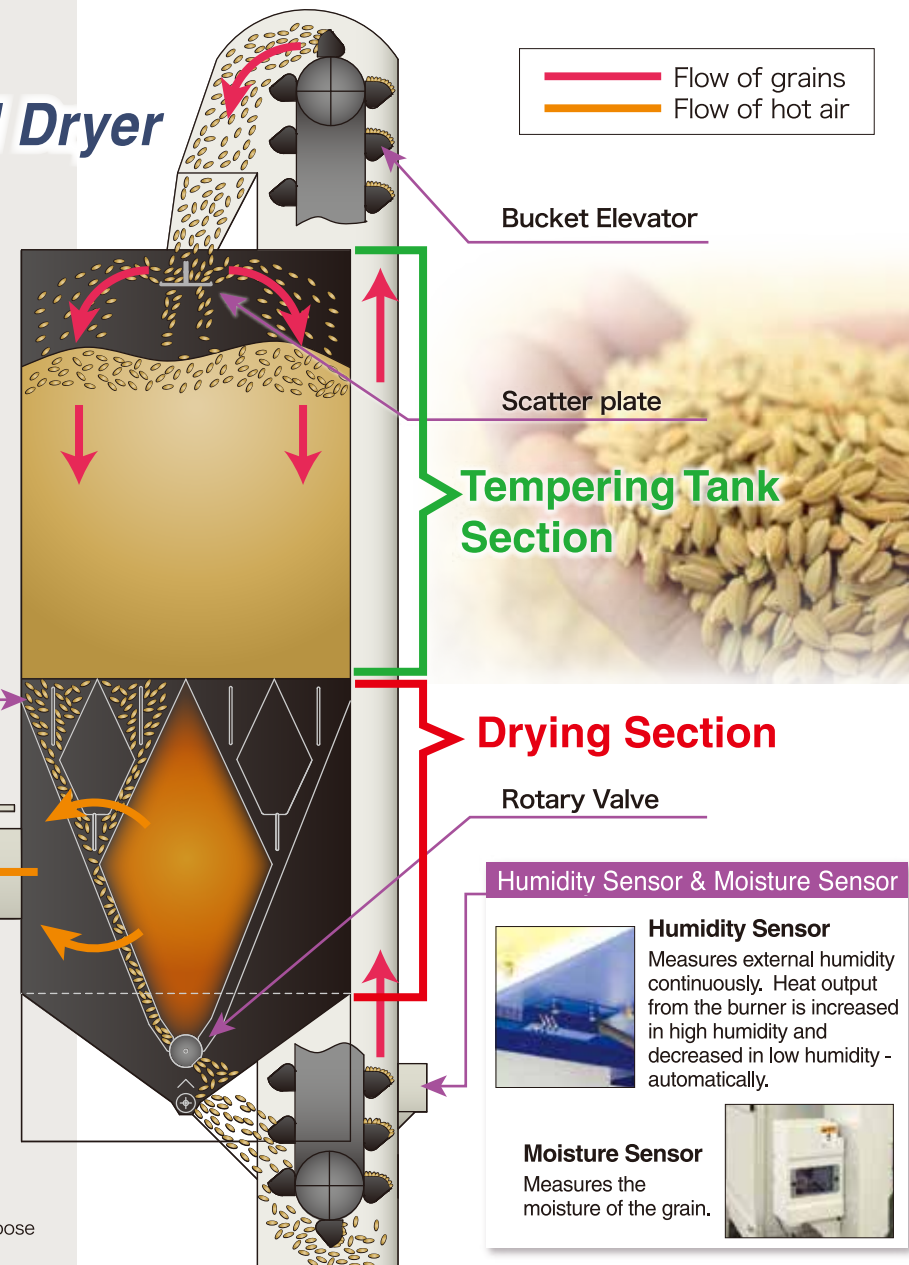 Dryer
Flow of grains
Flow of hot air
Bucket Elevator
Scatter plate
Tempering Tank
Section
Drying Section
Rotary Valve
Humidity Sensor & Moisture Sensor
Humidity Sensor
Measures external humidity
continuously. Heat output
from the burner is increased
in high humidity and
decreased in low humidity -
automatically.
Moisture Sensor
Measures the
moisture of the grain.